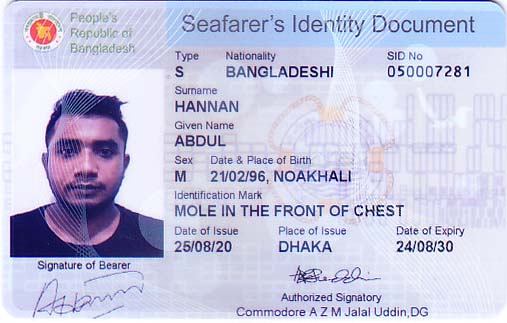 People's
Republic of
Bangladesh
Seafarer's Identity Document
Type Nationality SID No
S BANGLADESHI 050007281
Surname
HANNAN
Given Name
ABDUL
Sex Date & Place of Birth
M 21/02/96, NOAKHALI
Identification Mark
MOLE IN THE FRONT OF CHEST
Date of Issue Place of Issue Date of Expiry
25/08/20 DHAKA 24/08/30
Signature of Bearer
Authorized Signatory
Commodore A Z M Jalal Uddin,DG